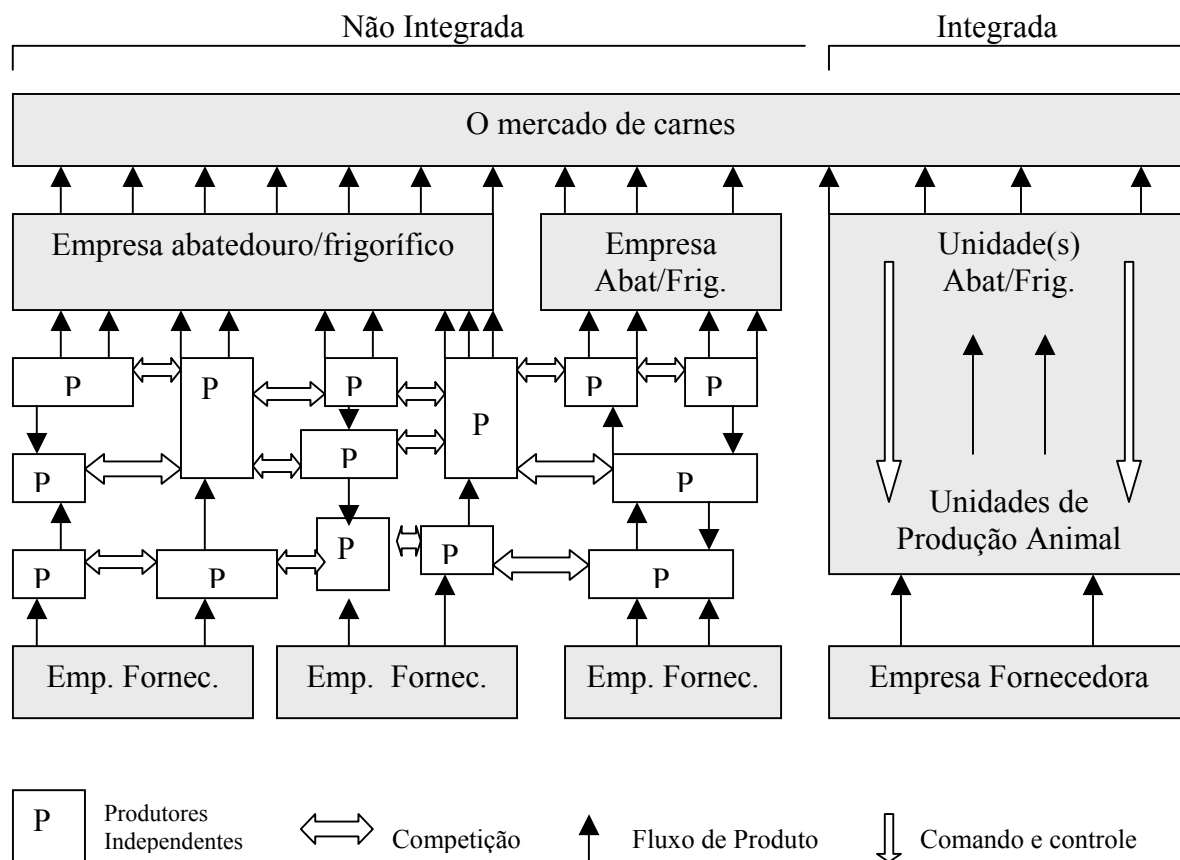 Não Integrada
Integrada
O mercado de carnes
Empresa abatedouro/frigorífico
Empresa
Abat/Frig.
Unidade(s)
Abat/Frig.
P
P
P
P
P
P
P
P
P
P
P
P
P
P
Unidades de
Produção Animal
Emp. Fornec.
Emp. Fornec.
Emp. Fornec.
Empresa Fornecedora
P
Produtores
Independentes
Competição
Fluxo de Produto
Comando e controle